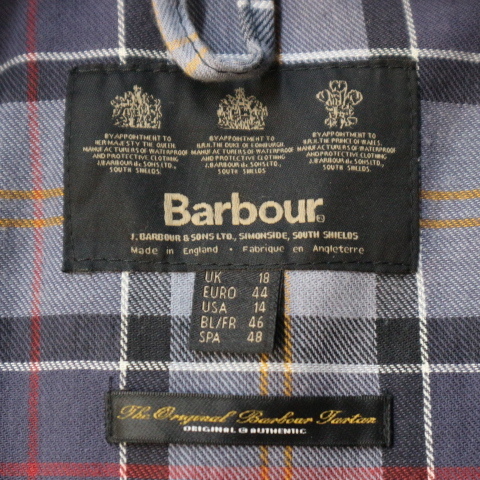 BY APPOINTMENT TO
HER MAJESTY THE QUEEN.
MANUFACTURERS OF WATERPROOF
AND PROTECTIVE CLOTHING
J.BARBOUR & SONS LTD.,
SOUTH SHIELDS
BY APPOINTMENT TO
H.R.H. THE DUKE OF EDINBURGH
MANUFACTURERS OF WATERPROOF
AND PROTECTIVE CLOTHING
J.BARBOUR & SONS LTD.,
SOUTH SHIELDS
BY APPOINTMENT TO
H.R.H. THE PRINCE OF WALES.
MANUFACTURERS OF WATERPROOF
AND PROTECTIVE CLOTHING
J.BARBOUR & SONS LTD.,
SOUTH SHIELDS
Barbour®
J. BARBOUR & SONS LTD., SIMONSIDE, SOUTH SHIELDS
Made in England • Fabrique en Angleterre
UK 18
EURO 44
USA 14
BL/FR 46
SPA 48
The Original Barbour Tartan
ORIGINAL & AUTHENTIC